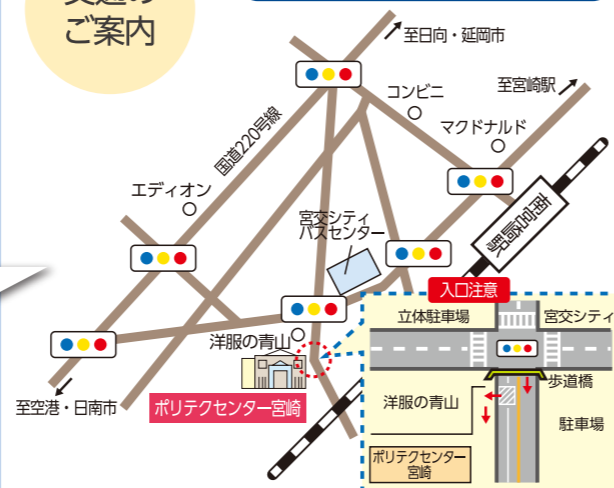 ご案内
至日向・延岡市
コンビニ
至宮崎駅
マクドナルド
国道220号線
エディオン
南宮崎駅
宮交シティ
バスセンター
入口注意
立体駐車場
宮交シティ
洋服の青山
歩道橋
洋服の青山
駐車場
至空港・日南市
ポリテクセンター宮崎
ポリテクセンター
宮崎